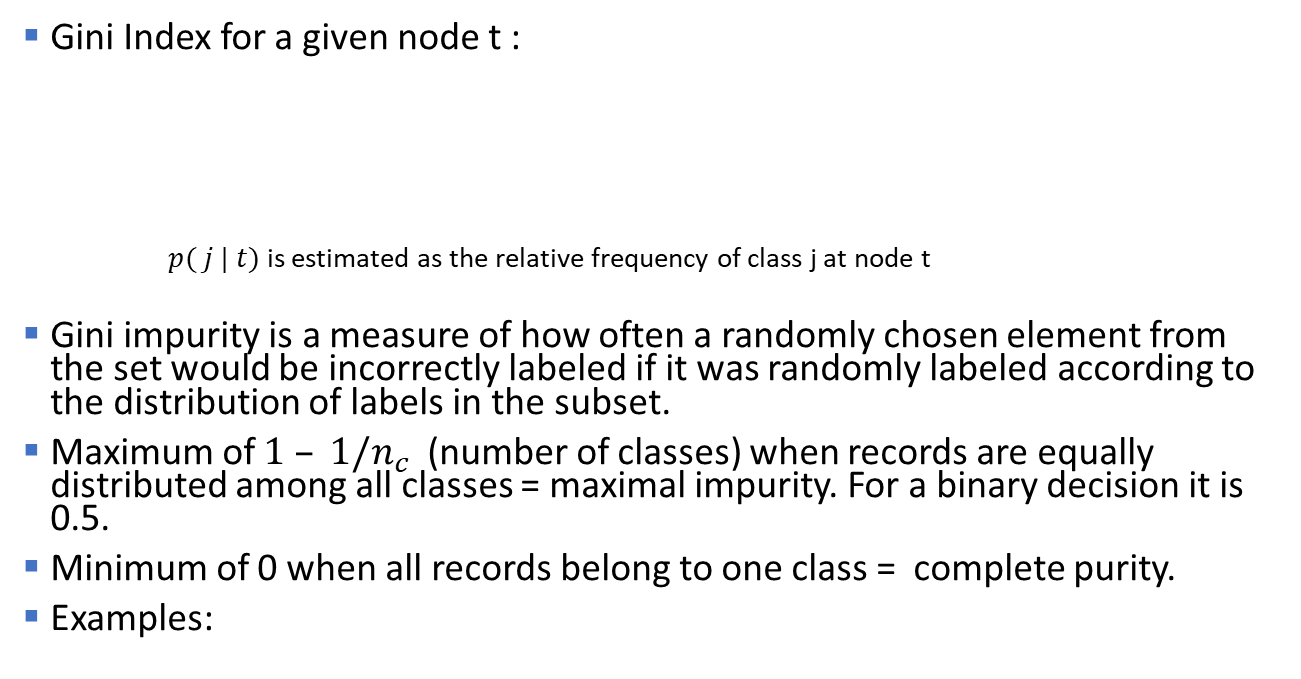 ▪ Gini Index for a given node t :
p( j | t) is estimated as the relative frequency of class j at node t
▪ Gini impurity is a measure of how often a randomly chosen element from
the set would be incorrectly labeled if it was randomly labeled according to
the distribution of labels in the subset.
▪ Maximum of 1 − 1/n_c (number of classes) when records are equally
distributed among all classes = maximal impurity. For a binary decision it is
0.5.
▪ Minimum of 0 when all records belong to one class = complete purity.
▪ Examples: